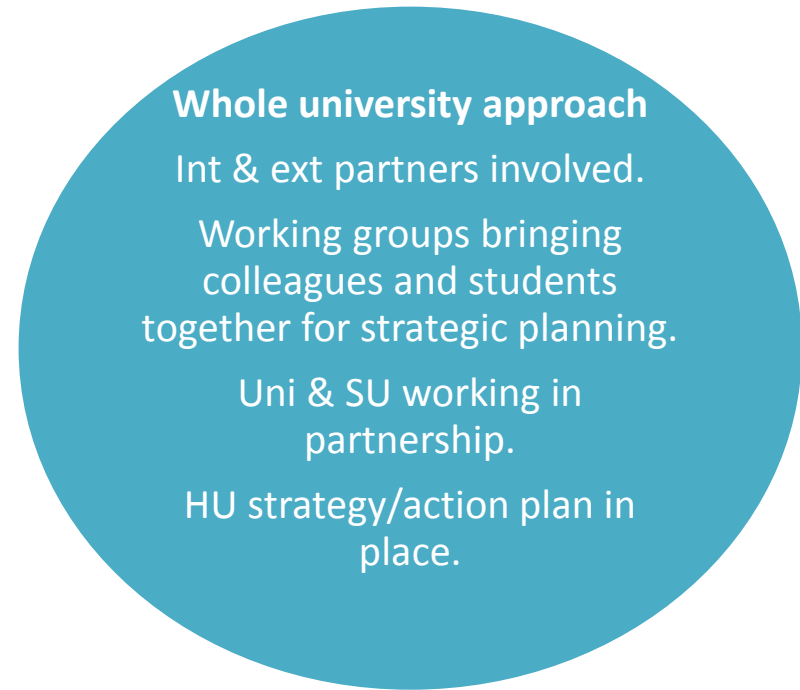 Whole university approach
Int & ext partners involved.
Working groups bringing
colleagues and students
together for strategic planning.
Uni & SU working in
partnership.
HU strategy/action plan in
place.